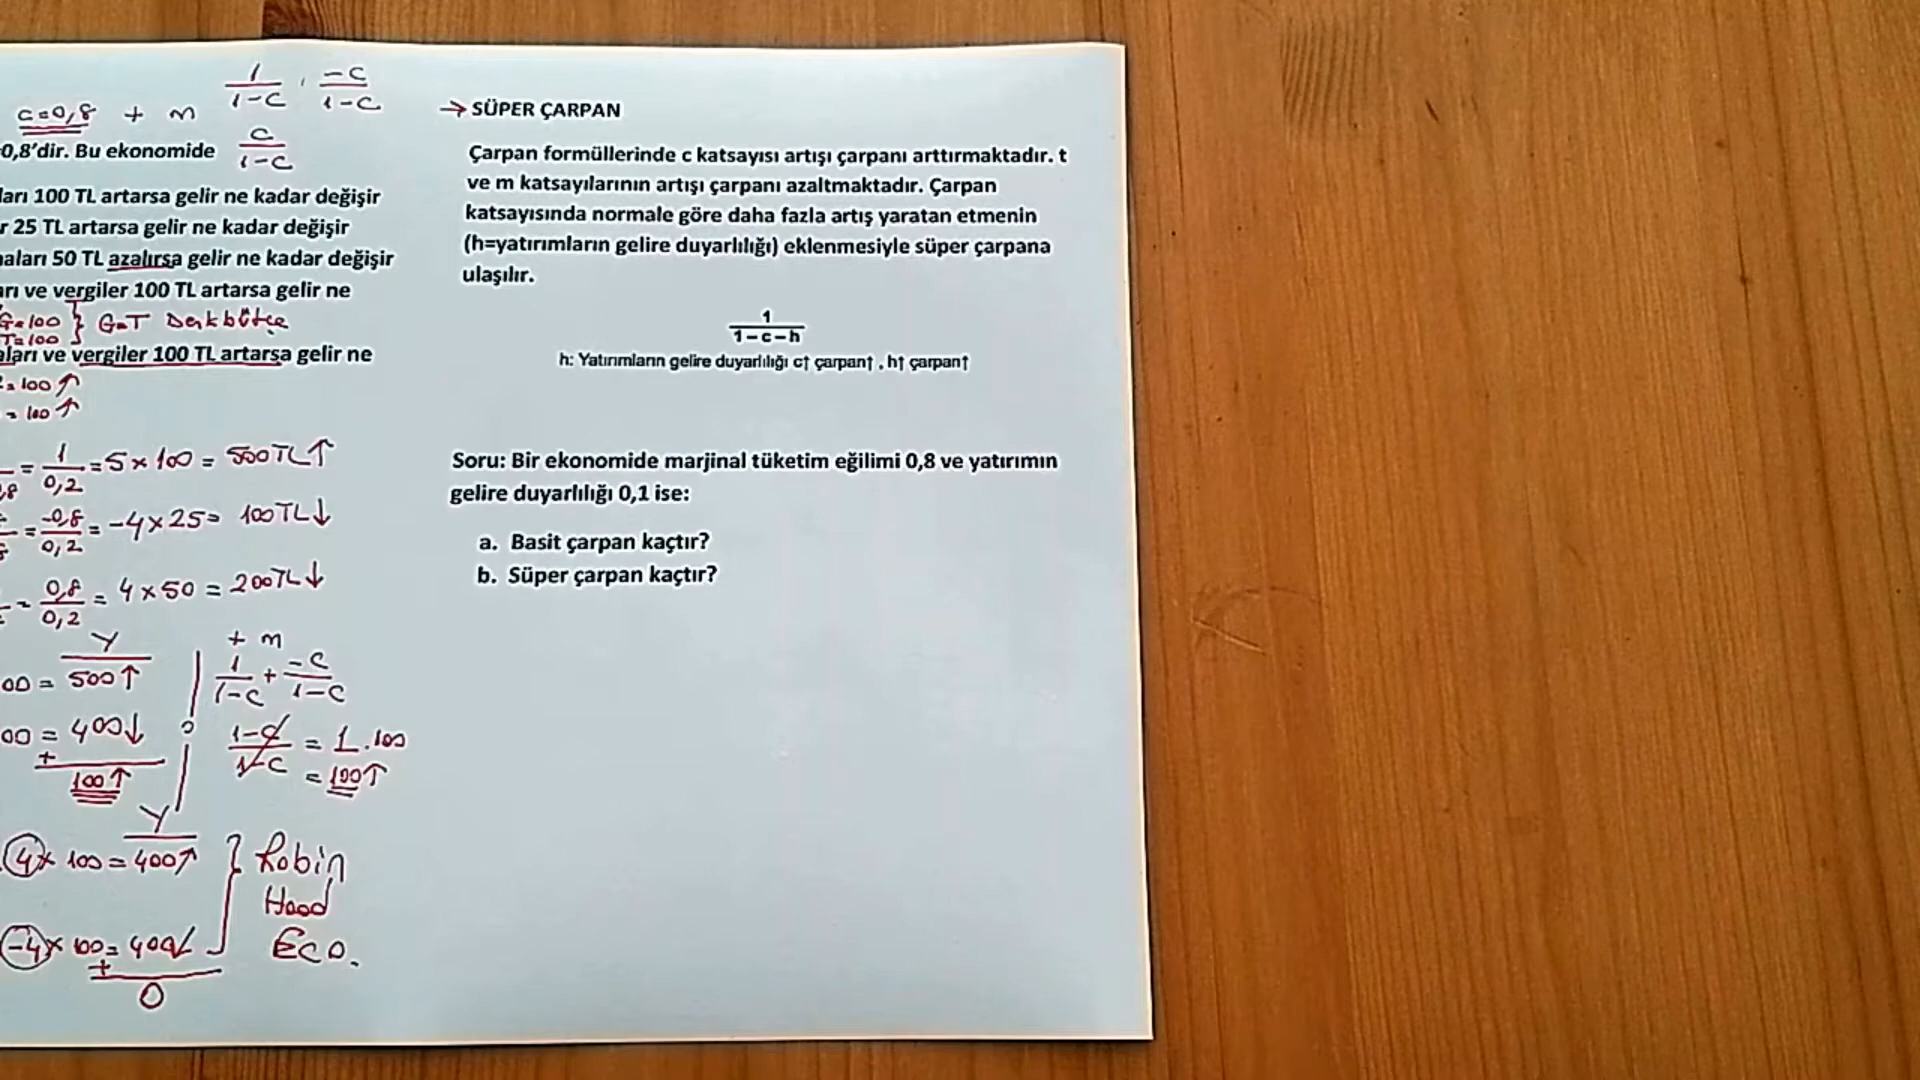 c=0,8 + m
1/1-c , -c/1-c
0,8'dir. Bu ekonomide c/1-c
ları 100 TL artarsa gelir ne kadar değişir
r 25 TL artarsa gelir ne kadar değişir
aları 50 TL azalırsa gelir ne kadar değişir
rı ve vergiler 100 TL artarsa gelir ne
G=100 } G=T Denkbütçe
T=100
aları ve vergiler 100 TL artarsa gelir ne
=100↑
=100↑
= 1/0,2 = 5 x 100 = 500TL↑
= -0,8/0,2 = -4 x 25 = 100TL↓
= 0,8/0,2 = 4 x 50 = 200TL↓
Y
00 = 500↑
00 = 400↓
+
100↑
+ m
1/1-c + -c/1-c
1-c/1-c = 1.100
= 100↑
Y
4 x 100 = 400↑
-4 x 100 = 400↓
+
0
} Robin
Hood
Eco.
→ SÜPER ÇARPAN
Çarpan formüllerinde c katsayısı artışı çarpanı arttırmaktadır. t
ve m katsayılarının artışı çarpanı azaltmaktadır. Çarpan
katsayısında normale göre daha fazla artış yaratan etmenin
(h=yatırımların gelire duyarlılığı) eklenmesiyle süper çarpana
ulaşılır.
1
1-c-h
h: Yatırımların gelire duyarlılığı c↑ çarpan↑ , h↑ çarpan↑
Soru: Bir ekonomide marjinal tüketim eğilimi 0,8 ve yatırımın
gelire duyarlılığı 0,1 ise:
a. Basit çarpan kaçtır?
b. Süper çarpan kaçtır?